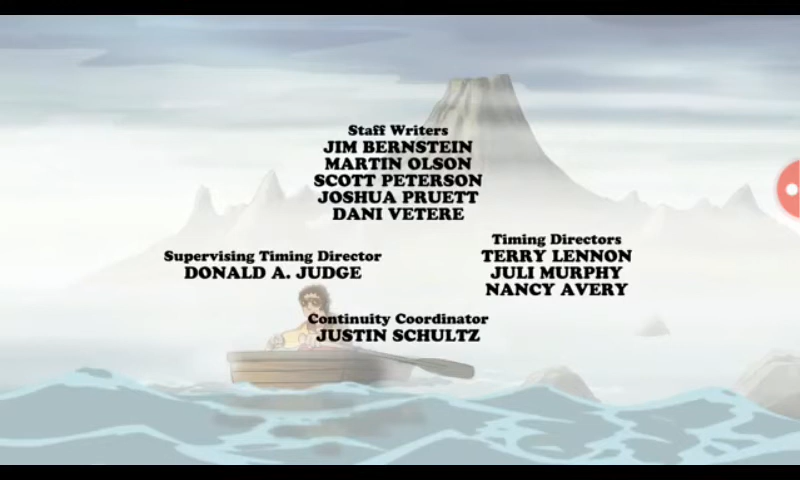 Staff Writers
JIM BERNSTEIN
MARTIN OLSON
SCOTT PETERSON
JOSHUA PRUETT
DANI VETERE
Supervising Timing Director
DONALD A. JUDGE
Timing Directors
TERRY LENNON
JULI MURPHY
NANCY AVERY
Continuity Coordinator
JUSTIN SCHULTZ